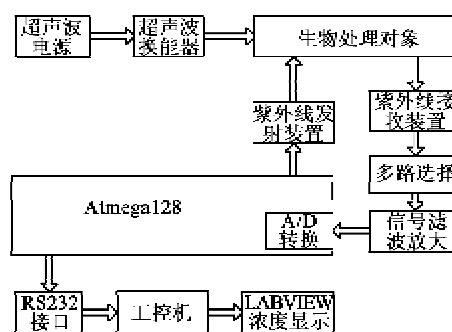 超声波
电源
超声波
换能器
生物处理对象
紫外线发
射装置
紫外线接
收装置
多路选择
Atmega128
A/D
转换
信号滤
波放大
RS232
接口
工控机
LABVIEW
浓度显示